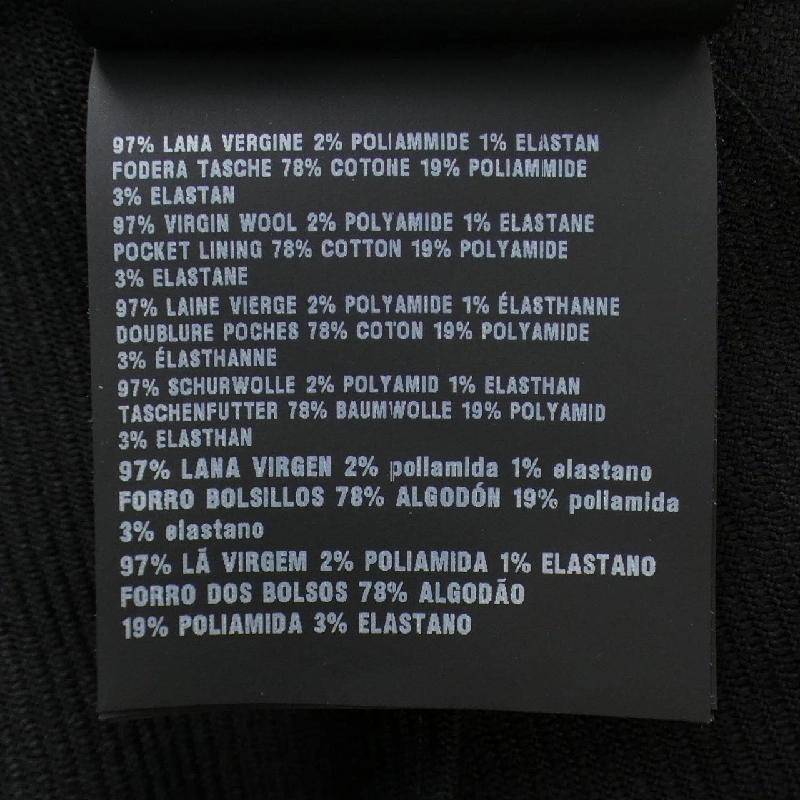 97% LANA VERGINE 2% POLIAMMIDE 1% ELASTAN
FODERA TASCHE 78% COTONE 19% POLIAMMIDE
3% ELASTAN
97% VIRGIN WOOL 2% POLYAMIDE 1% ELASTANE
POCKET LINING 78% COTTON 19% POLYAMIDE
3% ELASTANE
97% LAINE VIERGE 2% POLYAMIDE 1% ÉLASTHANNE
DOUBLURE POCHES 78% COTON 19% POLYAMIDE
3% ÉLASTHANNE
97% SCHURWOLLE 2% POLYAMID 1% ELASTHAN
TASCHENFUTTER 78% BAUMWOLLE 19% POLYAMID
3% ELASTHAN
97% LANA VIRGEN 2% poliamida 1% elastano
FORRO BOLSILLOS 78% ALGODÓN 19% poliamida
3% elastano
97% LÃ VIRGEM 2% POLIAMIDA 1% ELASTANO
FORRO DOS BOLSOS 78% ALGODÃO
19% POLIAMIDA 3% ELASTANO